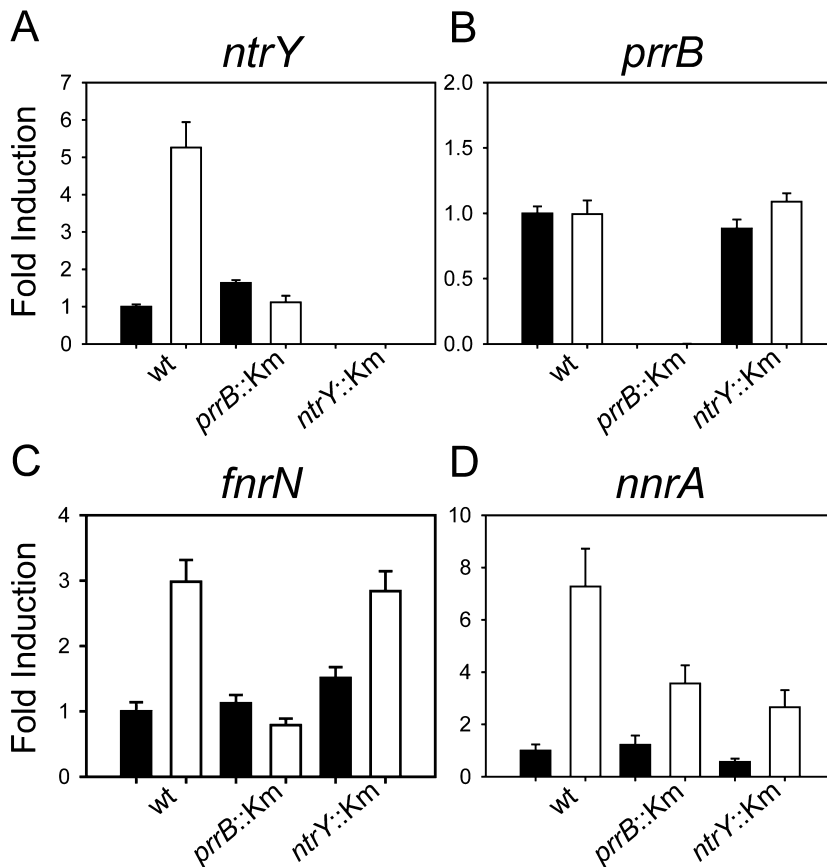 A
ntrY
Fold Induction
7
6
5
4
3
2
1
0
wt
prrB::Km
ntrY::Km
B
prrB
2.0
1.5
1.0
0.5
0.0
wt
prrB::Km
ntrY::Km
C
fnrN
Fold Induction
4
3
2
1
0
wt
prrB::Km
ntrY::Km
D
nnrA
10
8
6
4
2
0
wt
prrB::Km
ntrY::Km